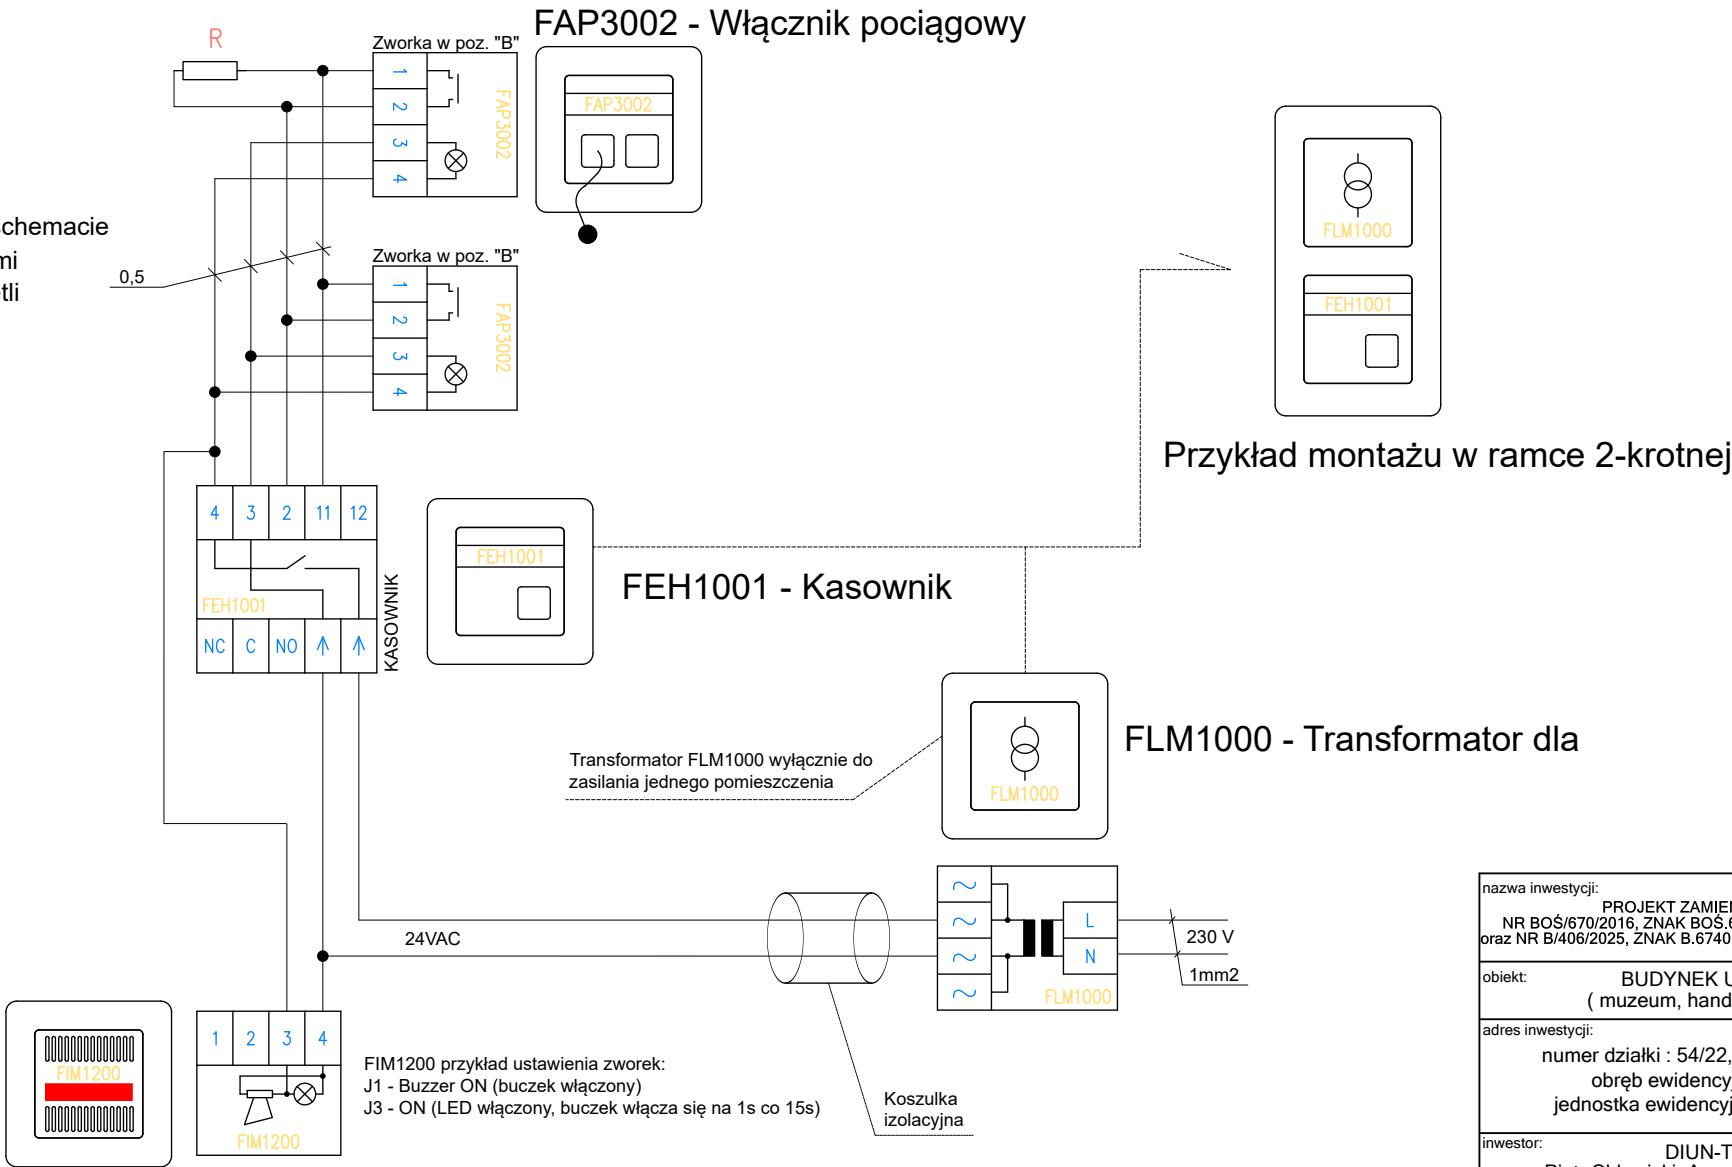 FAP3002 - Włącznik pociągowy
R
Zworka w poz. "B"
1
2
3
4
FAP3002
FAP3002
FLM1000
FEH1001
Przykład montażu w ramce 2-krotnej
schemacie
0,5
Zworka w poz. "B"
1
2
3
4
FAP3002
4 3 2 11 12
FEH1001
NC C NO
KASOWNIK
FEH1001
FEH1001 - Kasownik
Transformator FLM1000 wyłącznie do
zasilania jednego pomieszczenia
FLM1000
FLM1000 - Transformator dla
24VAC
L
N
FLM1000
230 V
1mm2
Koszulka
izolacyjna
FIM1200
1 2 3 4
FIM1200
FIM1200 przykład ustawienia zworek:
J1 - Buzzer ON (buczek włączony)
J3 - ON (LED włączony, buczek włącza się na 1s co 15s)
nazwa inwestycji:
PROJEKT ZAMIE
NR BOŚ/670/2016, ZNAK BOŚ.6
oraz NR B/406/2025, ZNAK B.6740
obiekt:
BUDYNEK U
( muzeum, hand
adres inwestycji:
numer działki : 54/22,
obręb ewidency
jednostka ewidencyj
inwestor:
DIUN-T